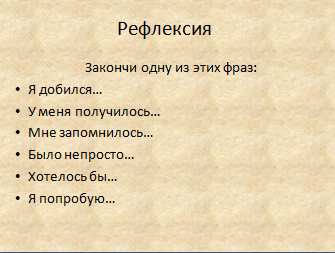 Рефлексия
Закончи одну из этих фраз:
• Я добился…
• У меня получилось…
• Мне запомнилось…
• Было непросто…
• Хотелось бы…
• Я попробую…